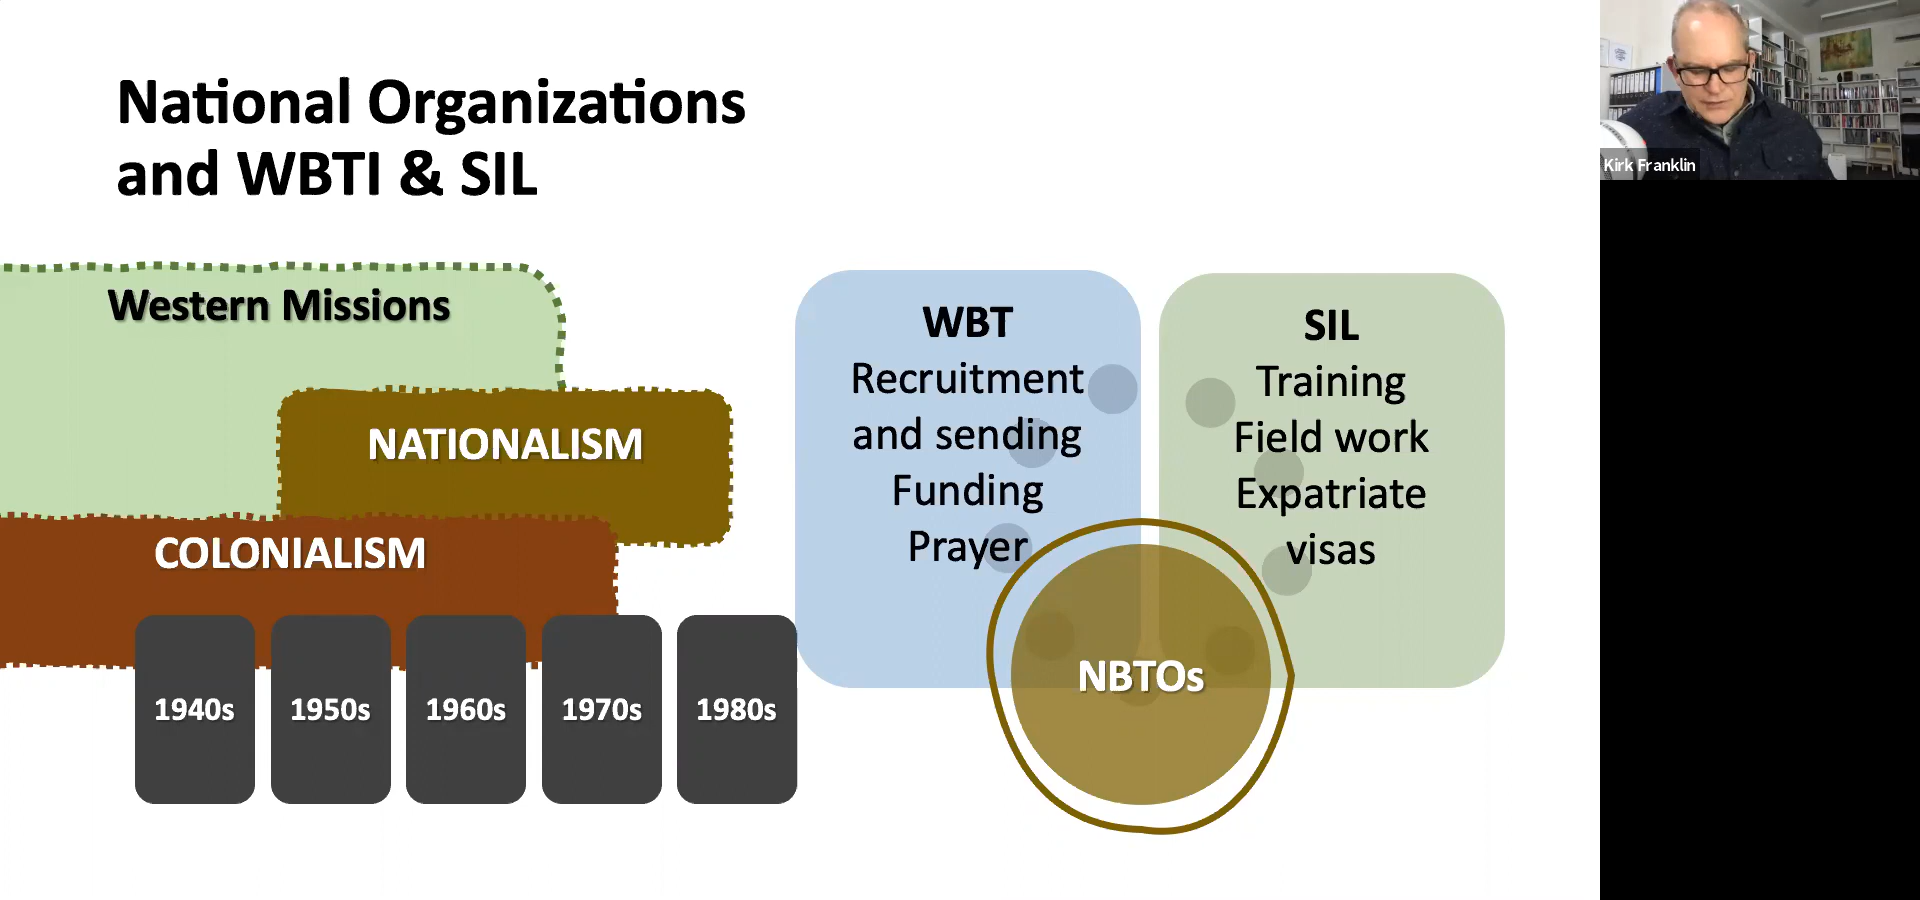 National Organizations
and WBTI & SIL
Western Missions
NATIONALISM
COLONIALISM
1940s
1950s
1960s
1970s
1980s
WBT
Recruitment
and sending
Funding
Prayer
SIL
Training
Field work
Expatriate
visas
NBTOs
Kirk Franklin